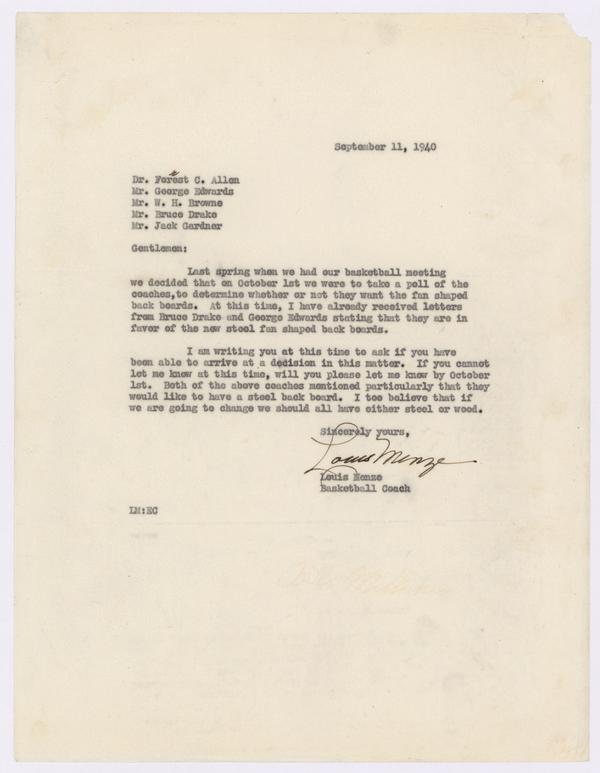 September 11, 1940
Dr. Forest C. Allen
Mr. George Edwards
Mr. W. H. Browne
Mr. Bruce Drake
Mr. Jack Gardner
Gentlemen:
Last spring when we had our basketball meeting
we decided that on October 1st we were to take a poll of the
coaches,to determine whether or not they want the fan shaped
back boards. At this time, I have already received letters
from Bruce Drake and George Edwards stating that they are in
favor of the new steel fan shaped back boards.
I am writing you at this time to ask if you have
been able to arrive at a decision in this matter. If you cannot
let me know at this time, will you please let me know by October
1st. Both of the above coaches mentioned particularly that they
would like to have a steel back board. I too believe that if
we are going to change we should all have either steel or wood.
Sincerely yours,
Louis Menze
Louis Menze
Basketball Coach
LM:EC